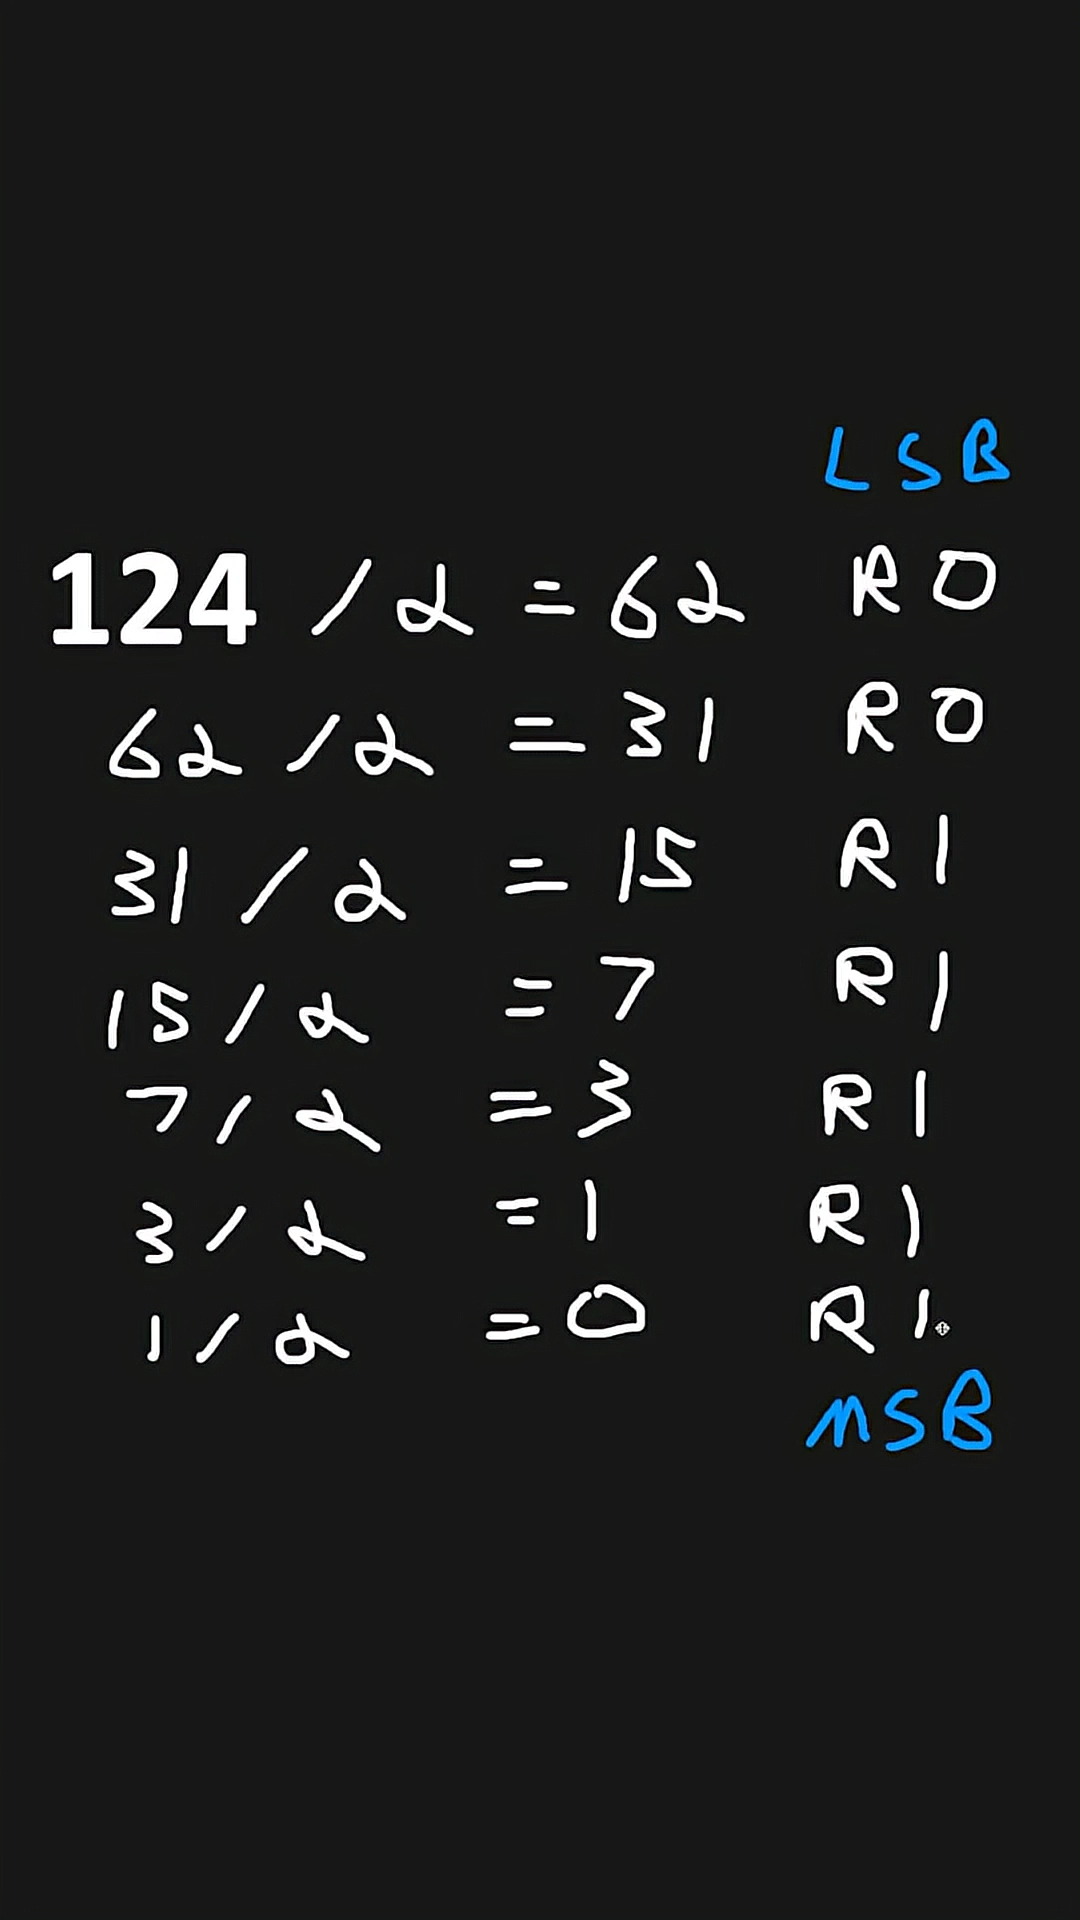 LSB
124 / 2 = 62 R 0
62 / 2 = 31 R 0
31 / 2 = 15 R 1
15 / 2 = 7 R 1
7 / 2 = 3 R 1
3 / 2 = 1 R 1
1 / 2 = 0 R 1
MSB